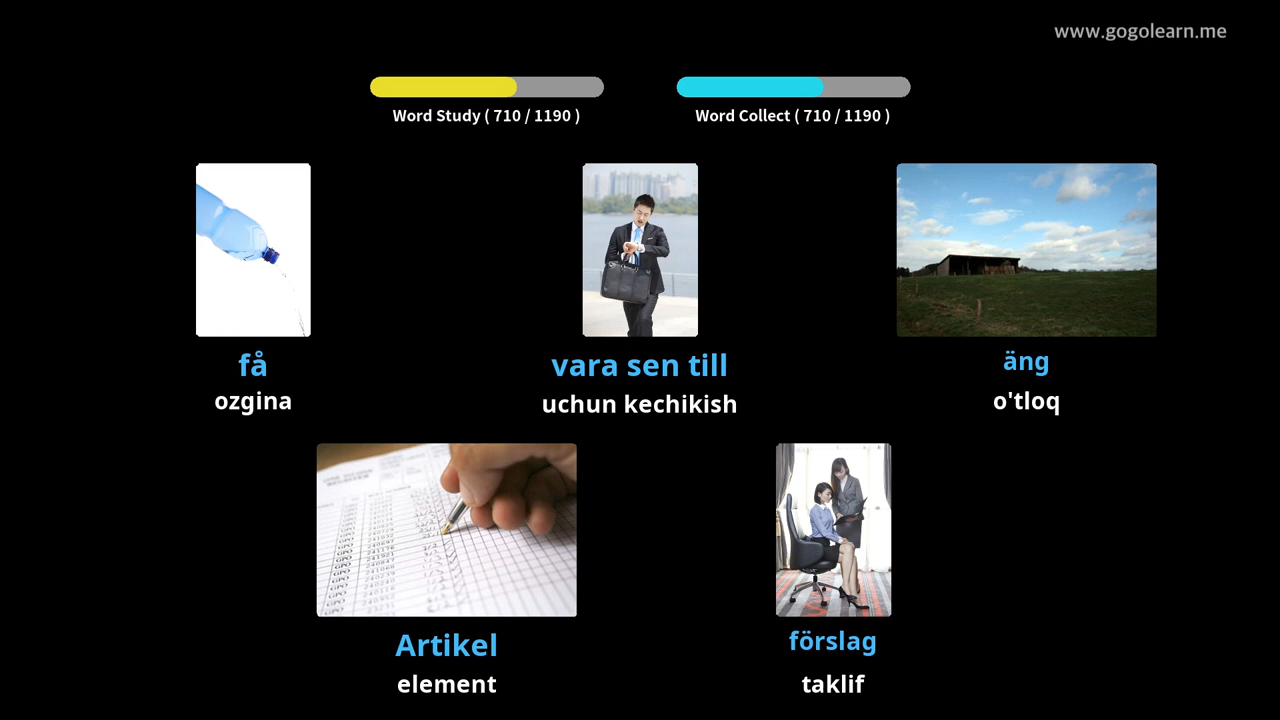 www.gogolearn.me
Word Study ( 710 / 1190 )
Word Collect ( 710 / 1190 )
få
ozgina
vara sen till
uchun kechikish
äng
o'tloq
Artikel
element
förslag
taklif